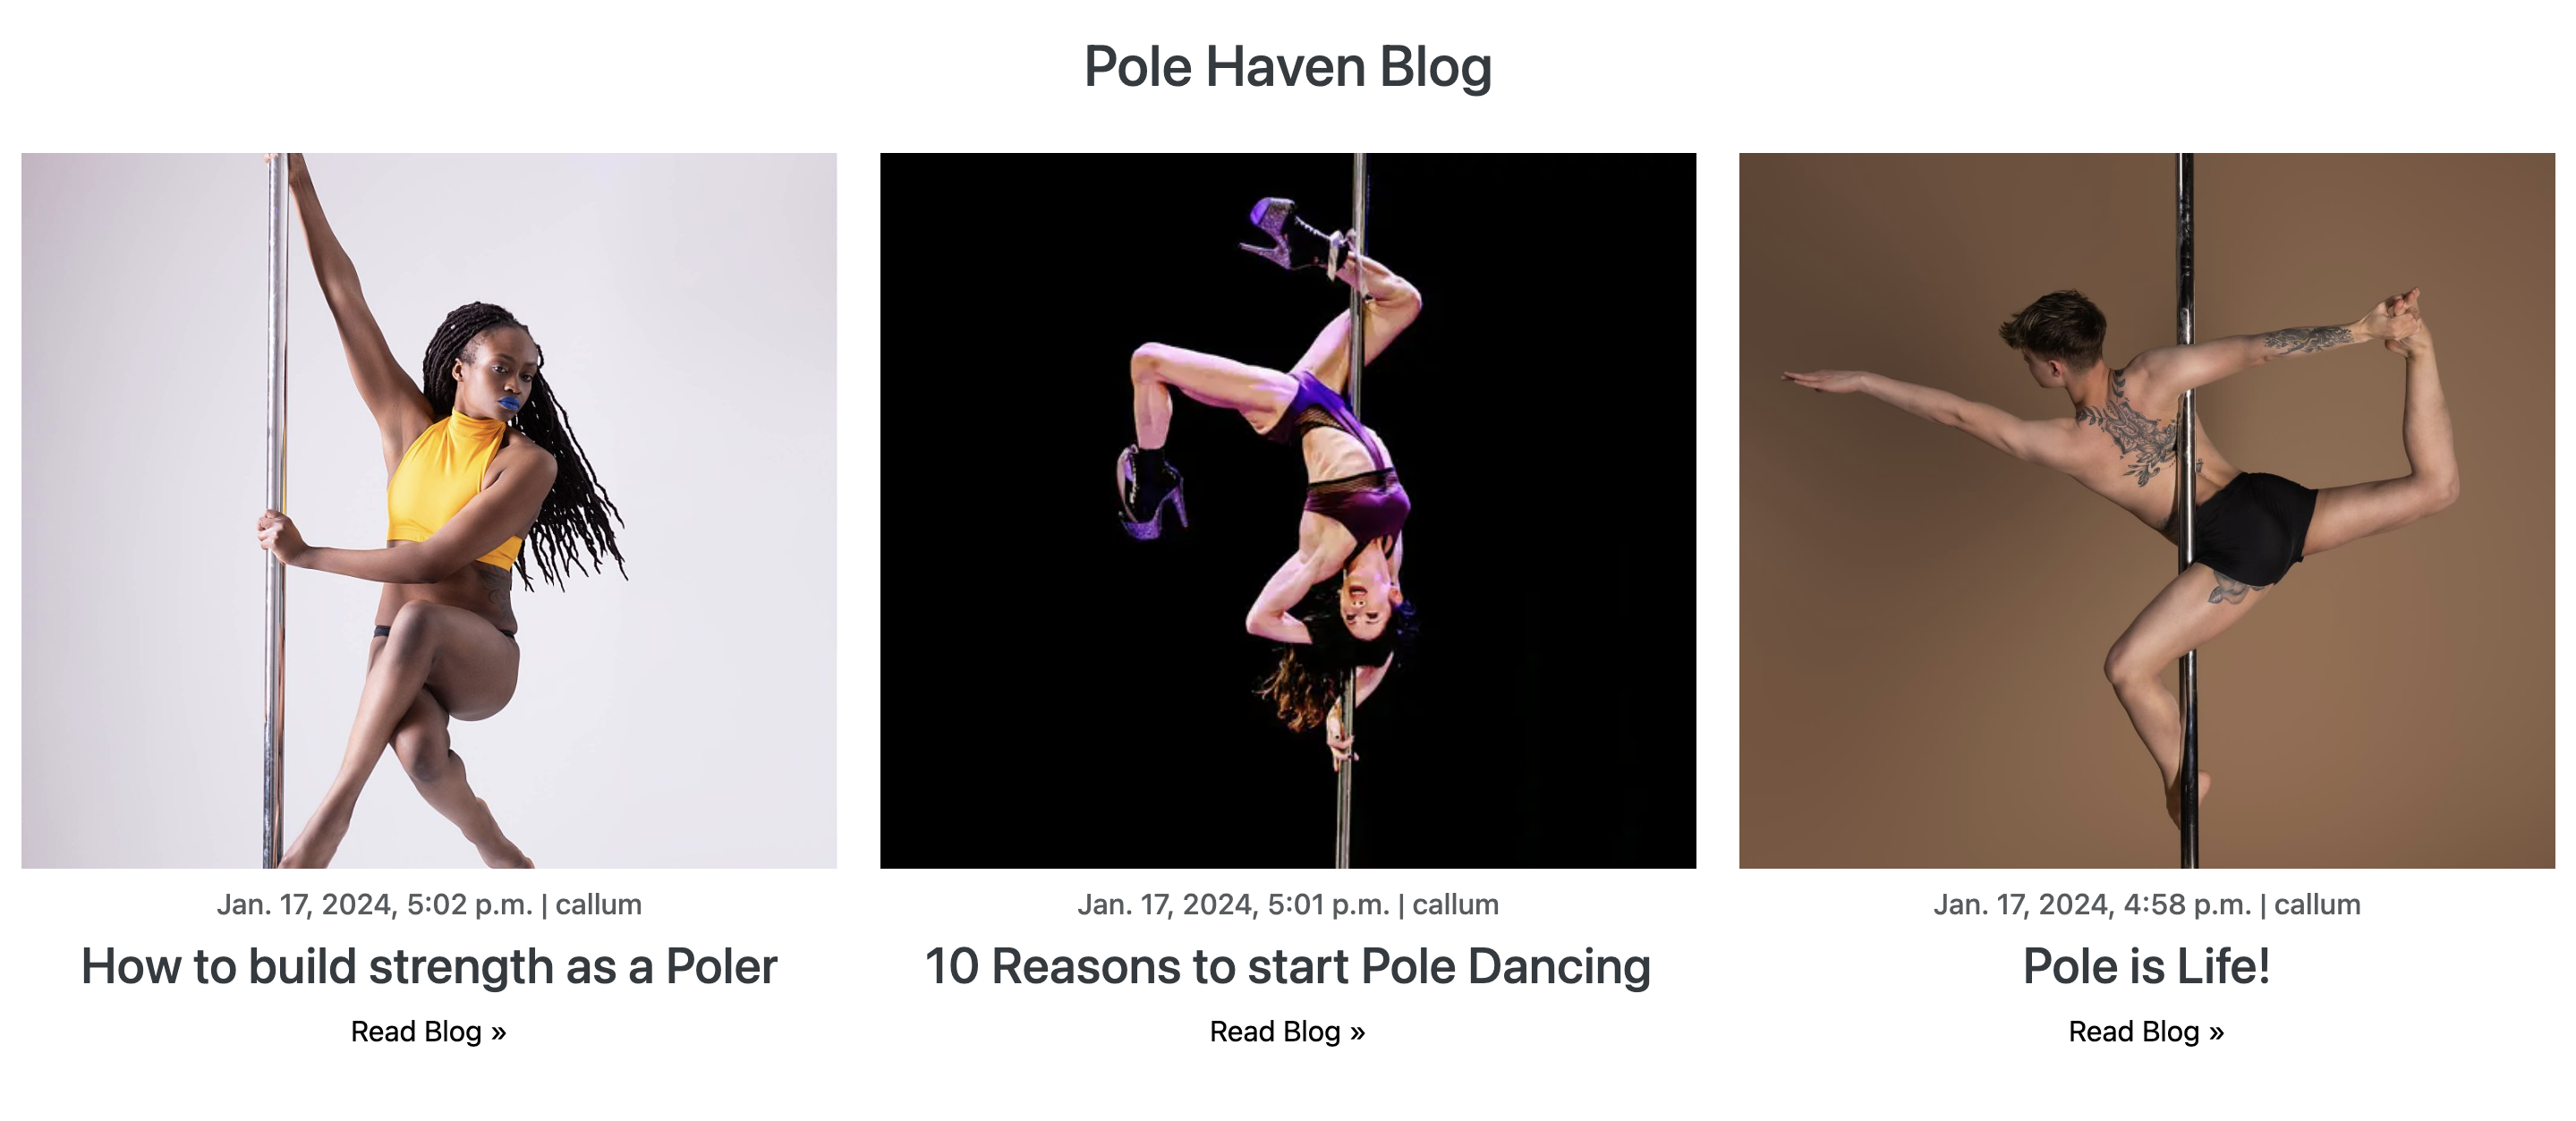 Pole Haven Blog
Jan. 17, 2024, 5:02 p.m. | callum
How to build strength as a Poler
Read Blog »
Jan. 17, 2024, 5:01 p.m. | callum
10 Reasons to start Pole Dancing
Read Blog »
Jan. 17, 2024, 4:58 p.m. | callum
Pole is Life!
Read Blog »